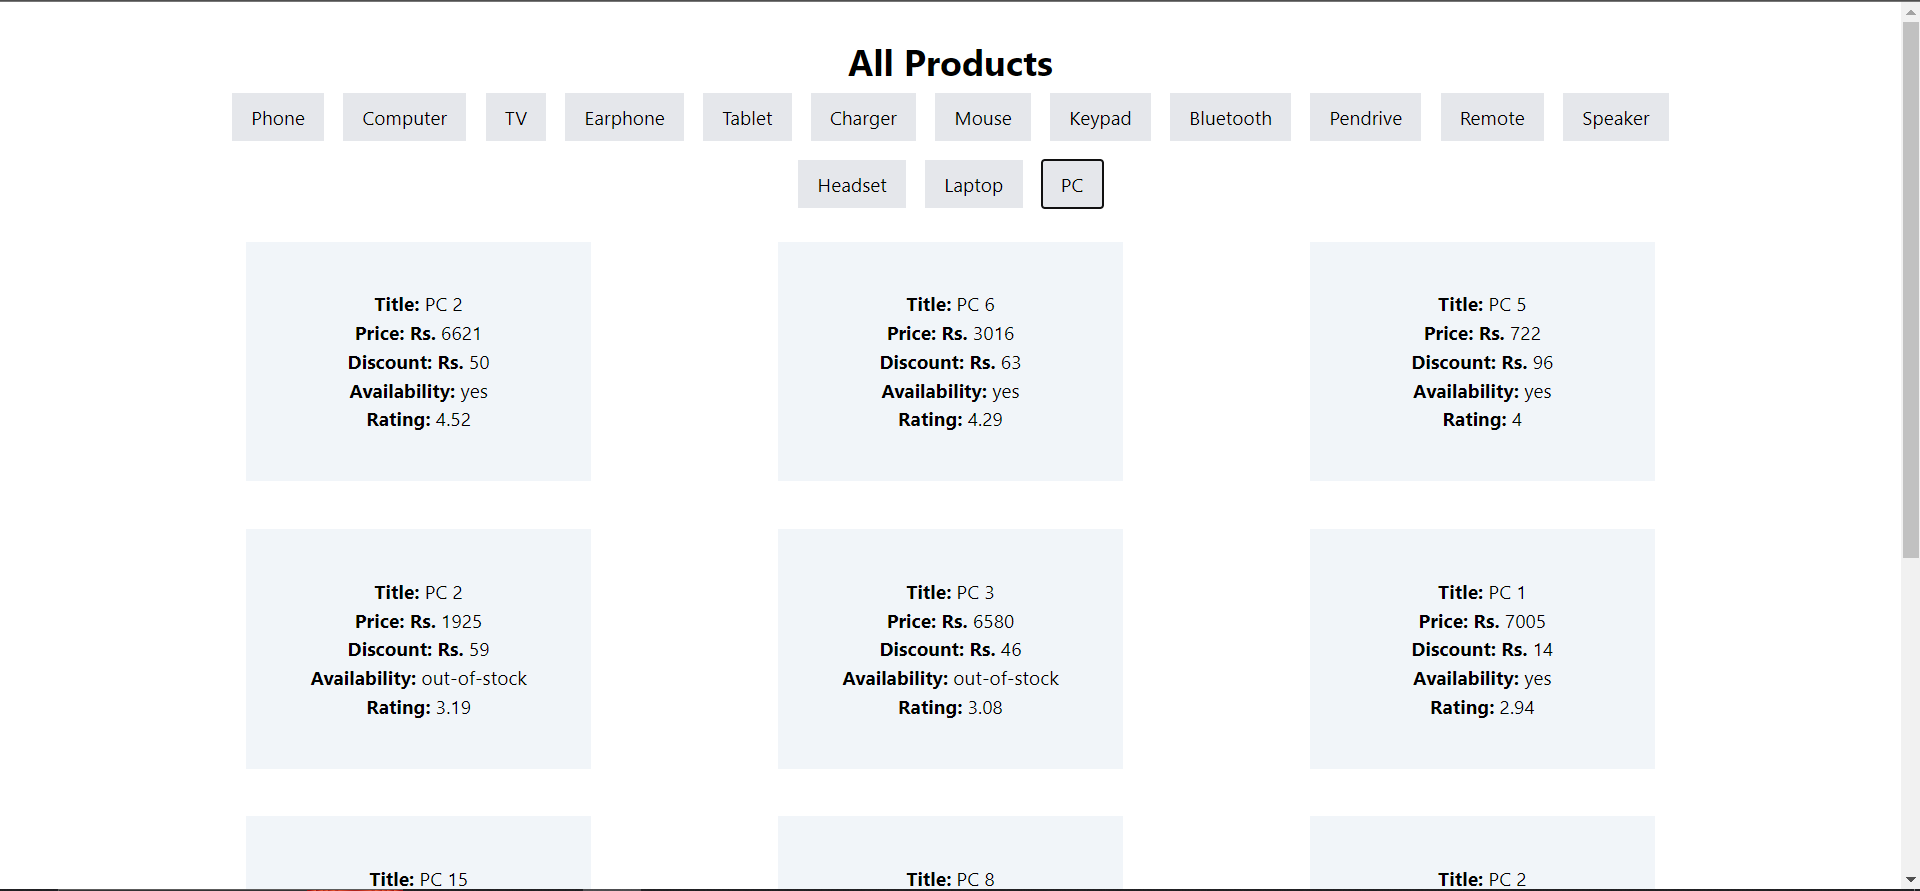 All Products
Phone Computer TV Earphone Tablet Charger Mouse Keypad Bluetooth Pendrive Remote Speaker
Headset Laptop PC
Title: PC 2
Price: Rs. 6621
Discount: Rs. 50
Availability: yes
Rating: 4.52
Title: PC 6
Price: Rs. 3016
Discount: Rs. 63
Availability: yes
Rating: 4.29
Title: PC 5
Price: Rs. 722
Discount: Rs. 96
Availability: yes
Rating: 4
Title: PC 2
Price: Rs. 1925
Discount: Rs. 59
Availability: out-of-stock
Rating: 3.19
Title: PC 3
Price: Rs. 6580
Discount: Rs. 46
Availability: out-of-stock
Rating: 3.08
Title: PC 1
Price: Rs. 7005
Discount: Rs. 14
Availability: yes
Rating: 2.94
Title: PC 15
Title: PC 8
Title: PC 2